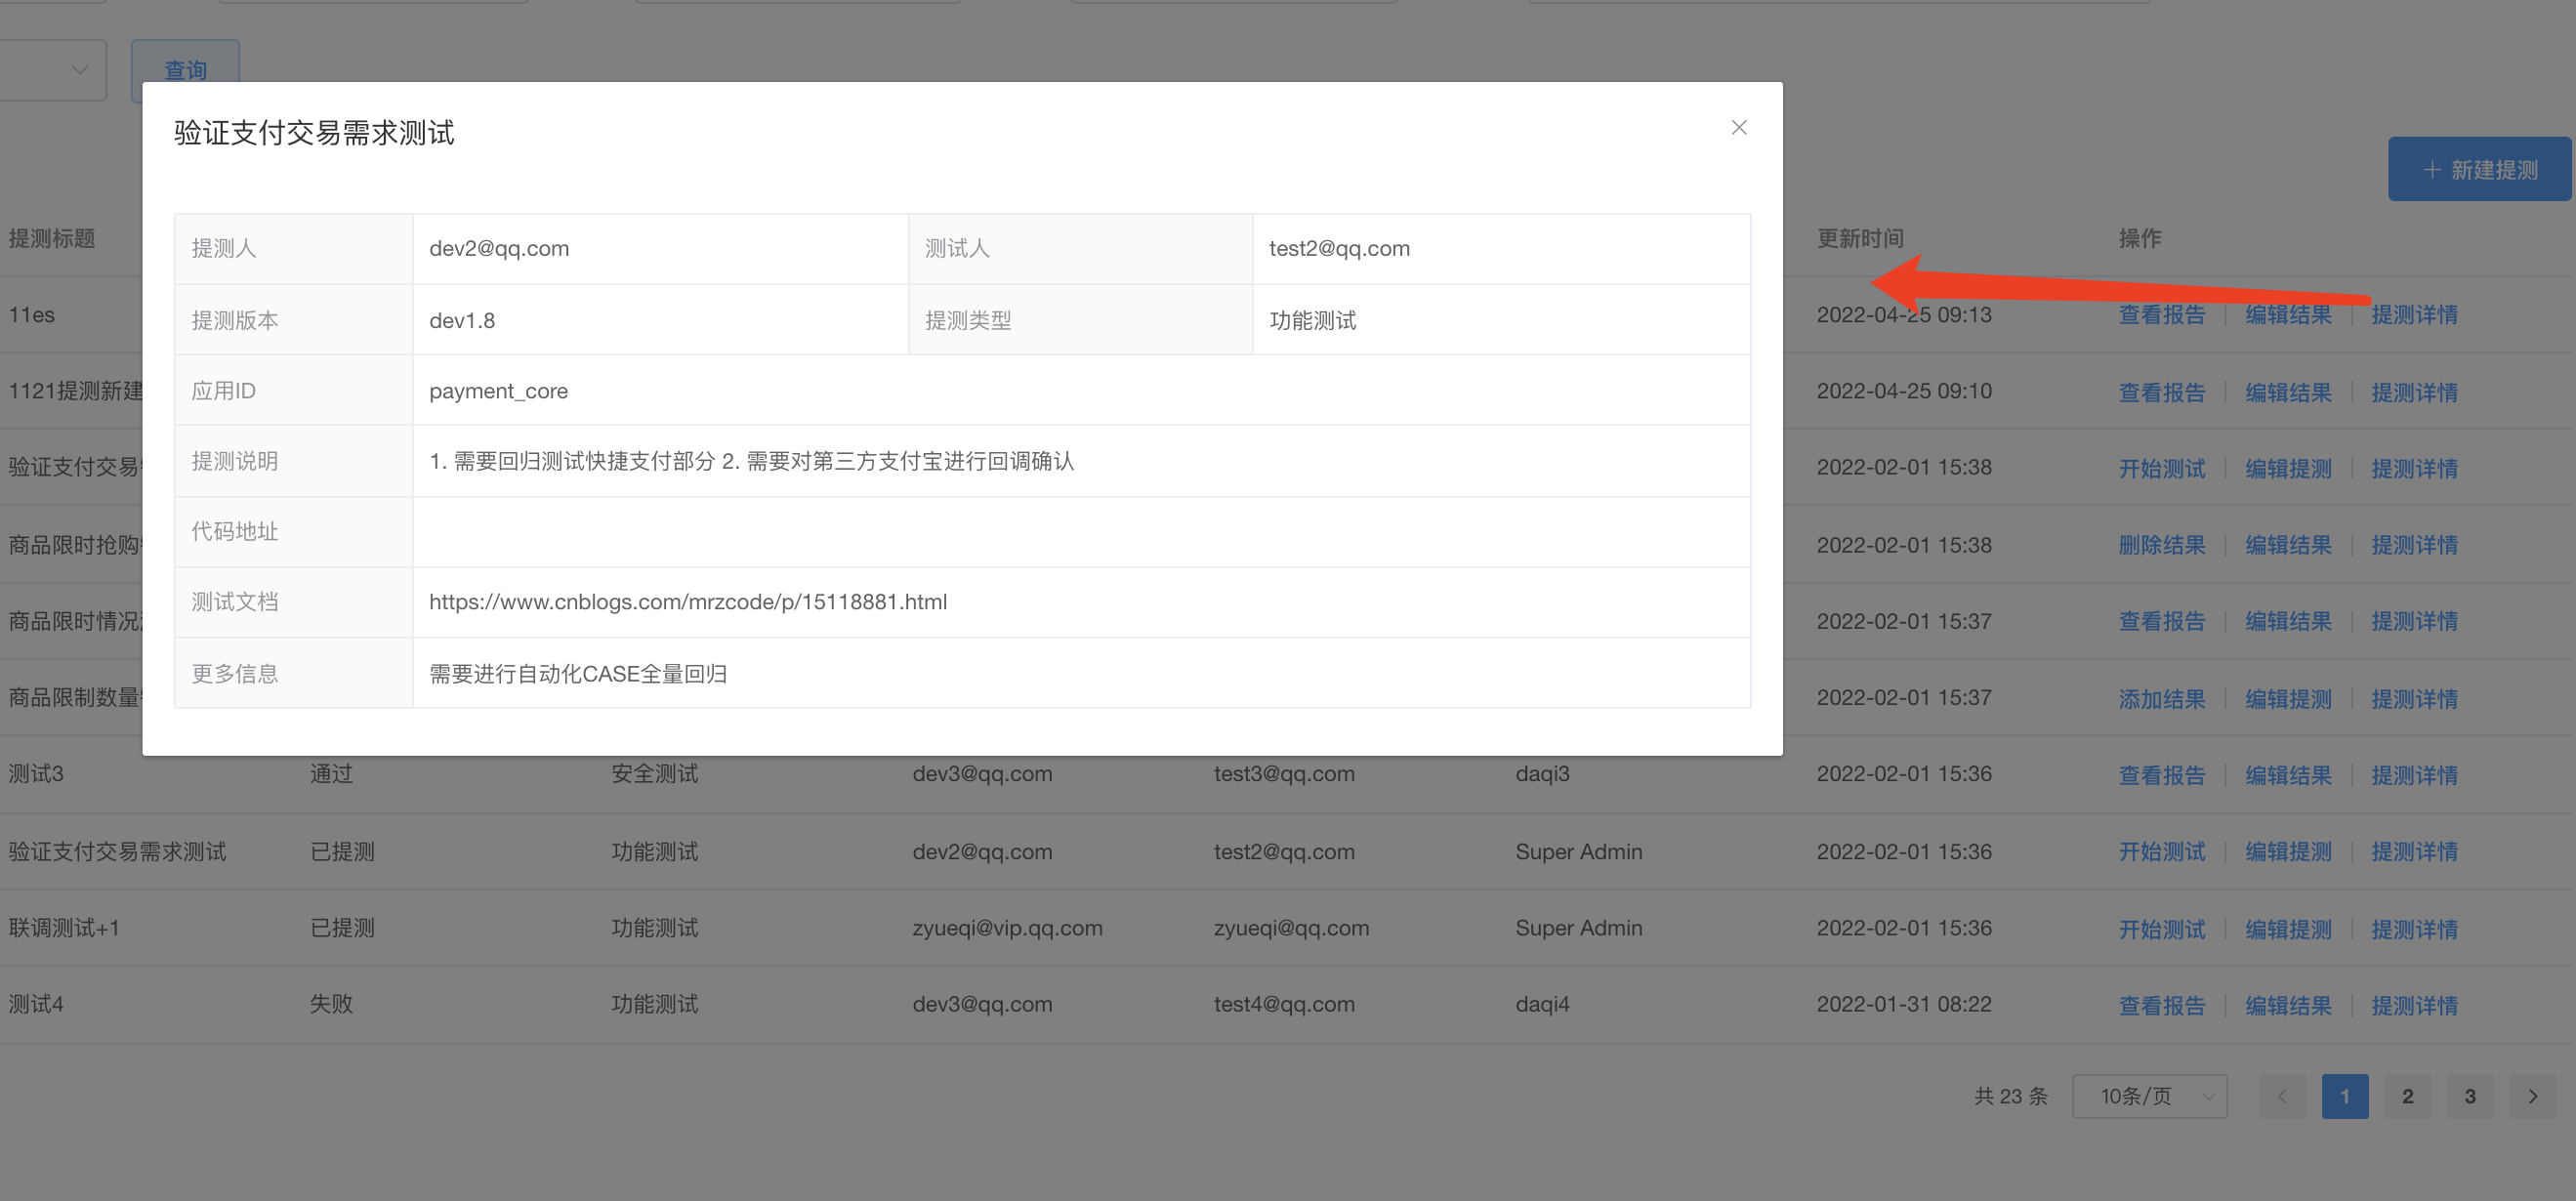 查询
验证支付交易需求测试
新建提测
提测标题 更新时间 操作
提测人 dev2@qq.com 测试人 test2@qq.com
提测版本 dev1.8 提测类型 功能测试
应用ID payment_core
提测说明 1. 需要回归测试快捷支付部分 2. 需要对第三方支付宝进行回调确认
代码地址
测试文档 https://www.cnblogs.com/mrzcode/p/15118881.html
更多信息 需要进行自动化CASE全量回归
11es 2022-04-25 09:13 查看报告 编辑结果 提测详情
1121提测新建 2022-04-25 09:10 查看报告 编辑结果 提测详情
验证支付交易 2022-02-01 15:38 开始测试 编辑提测 提测详情
商品限时抢购 2022-02-01 15:38 删除结果 编辑结果 提测详情
商品限时情况 2022-02-01 15:37 查看报告 编辑结果 提测详情
商品限制数量 2022-02-01 15:37 添加结果 编辑提测 提测详情
测试3 通过 安全测试 dev3@qq.com test3@qq.com daqi3 2022-02-01 15:36 查看报告 编辑结果 提测详情
验证支付交易需求测试 已提测 功能测试 dev2@qq.com test2@qq.com Super Admin 2022-02-01 15:36 开始测试 编辑提测 提测详情
联调测试+1 已提测 功能测试 zyueqi@vip.qq.com zyueqi@qq.com Super Admin 2022-02-01 15:36 开始测试 编辑提测 提测详情
测试4 失败 功能测试 dev3@qq.com test4@qq.com daqi4 2022-01-31 08:22 查看报告 编辑结果 提测详情
共 23 条 10条/页 1 2 3